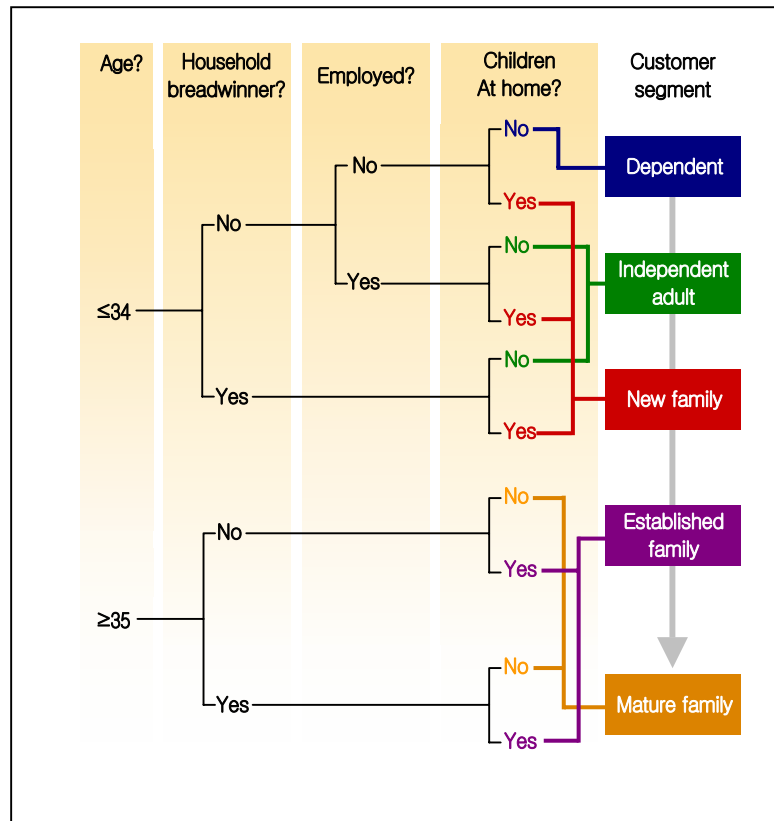 Age?
Household
breadwinner?
Employed?
Children
At home?
Customer
segment
No
Dependent
No
Yes
No
No
Independent
adult
Yes
≤34
Yes
No
Yes
New family
Yes
No
Established
family
No
Yes
≥35
No
Mature family
Yes
Yes